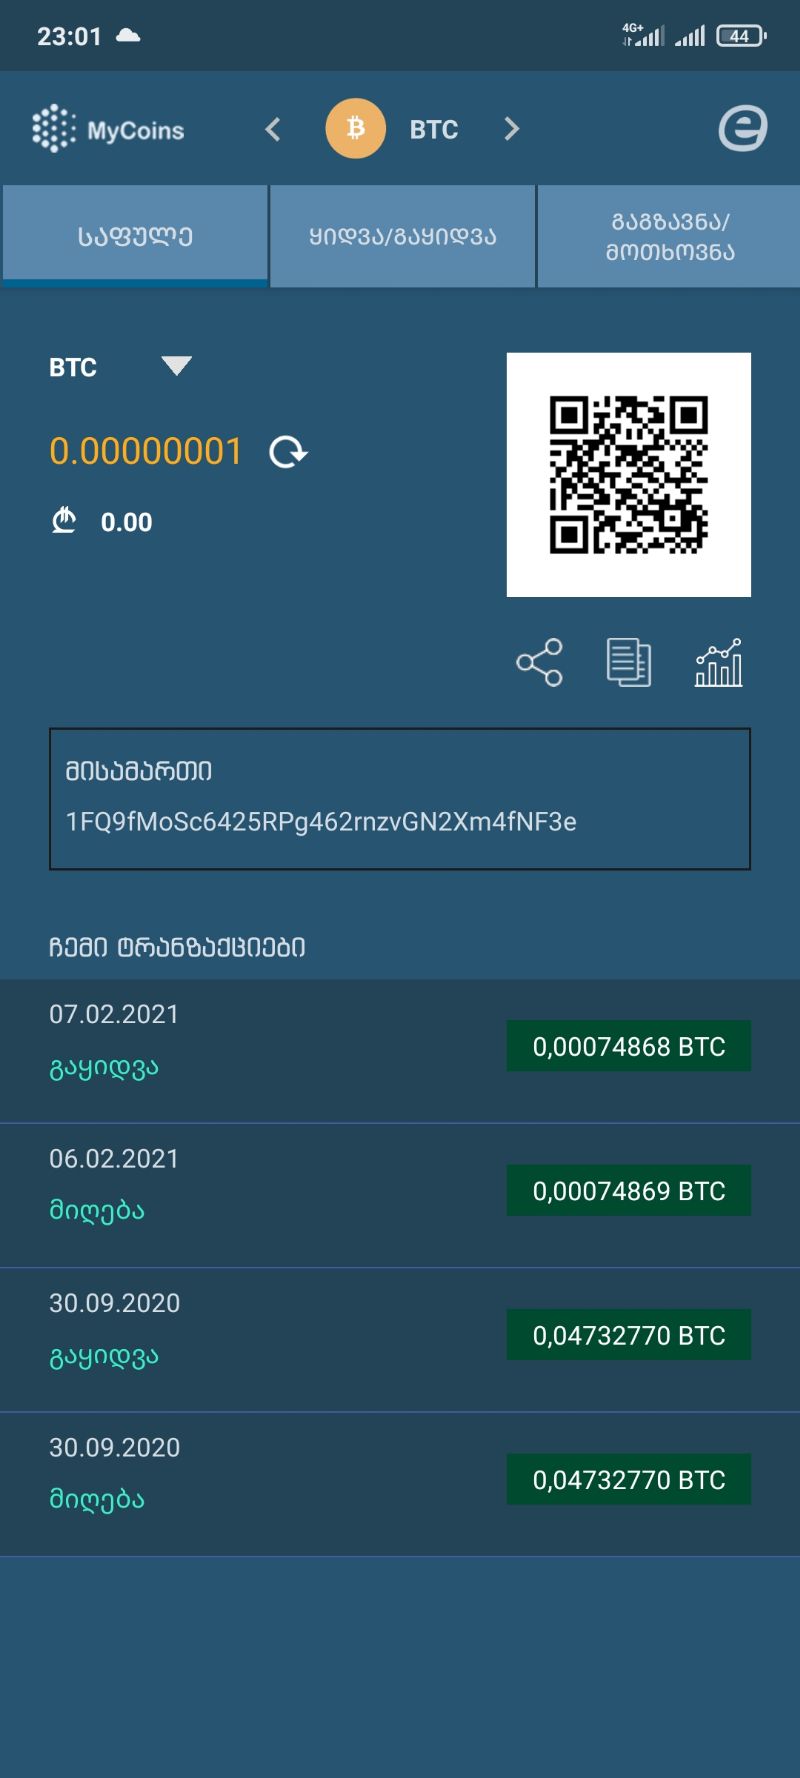 23:01
4G+
44
MyCoins
BTC
საფულე
ყიდვა/გაყიდვა
გაგზავნა/
მოთხოვნა
BTC
0.00000001
₾ 0.00
მისამართი
1FQ9fMoSc6425RPg462rnzvGN2Xm4fNF3e
ჩემი ტრანზაქციები
07.02.2021
გაყიდვა
0,00074868 BTC
06.02.2021
მიღება
0,00074869 BTC
30.09.2020
გაყიდვა
0,04732770 BTC
30.09.2020
მიღება
0,04732770 BTC